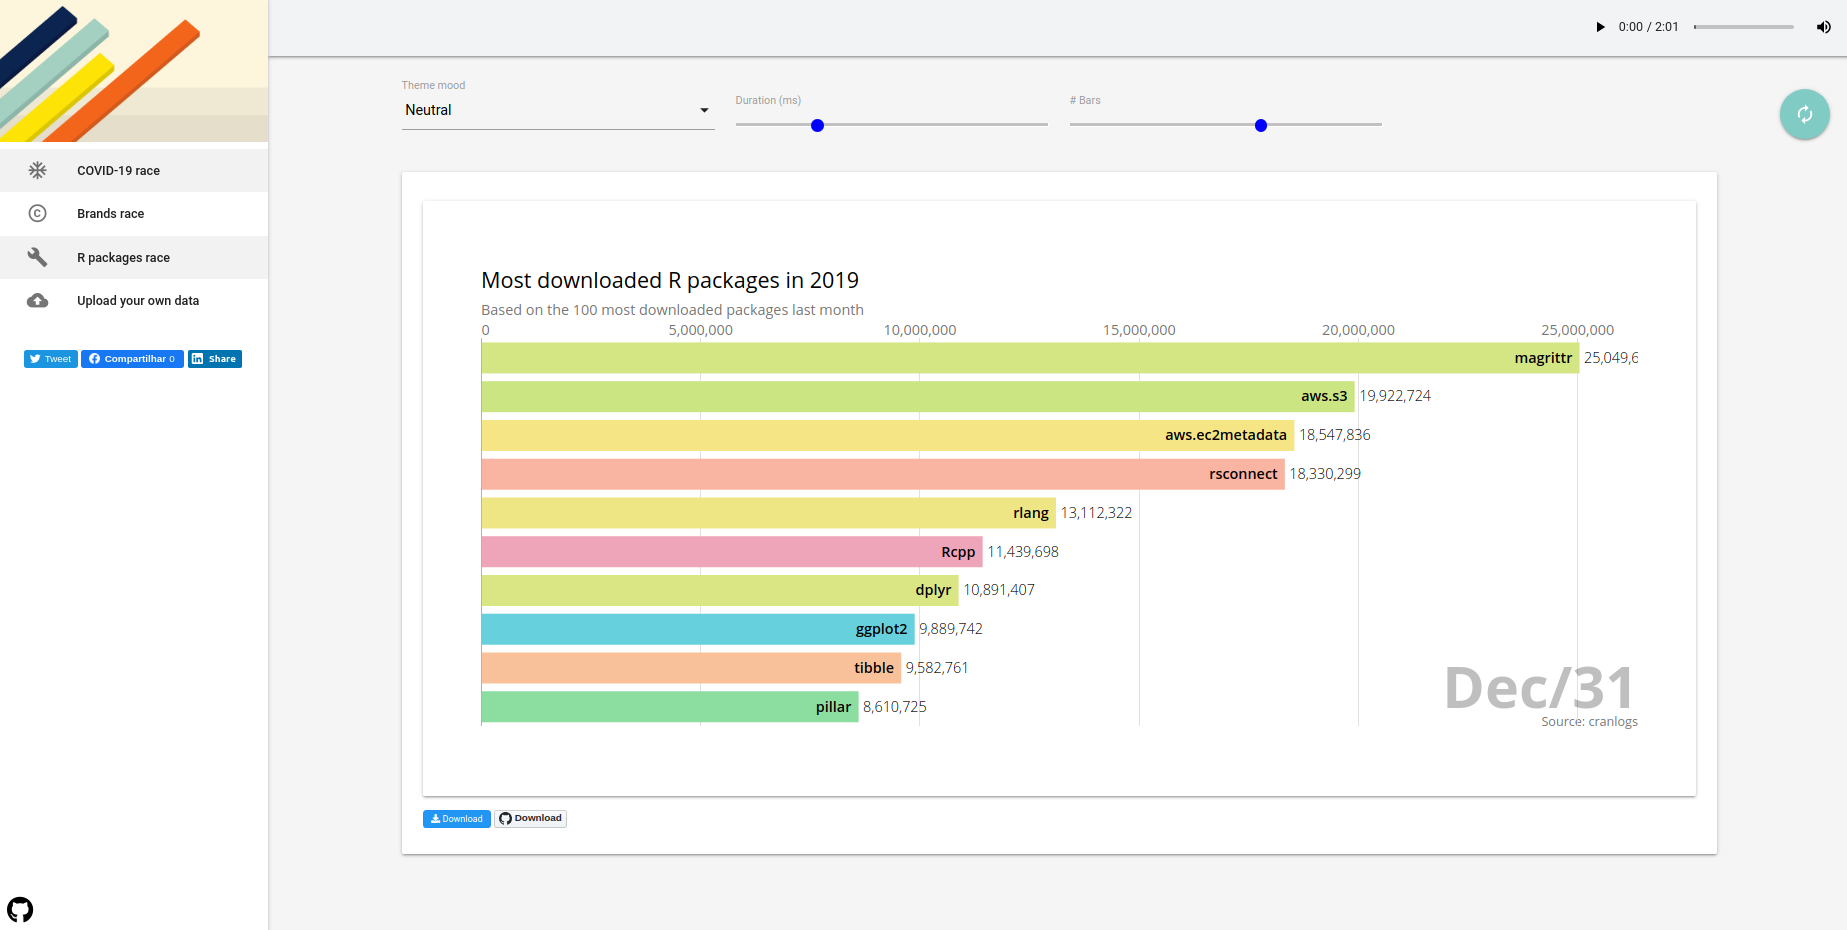 0:00 / 2:01
Theme mood
Neutral
Duration (ms)
# Bars
COVID-19 race
Brands race
R packages race
Upload your own data
Tweet
Compartilhar 0
Share
Most downloaded R packages in 2019
Based on the 100 most downloaded packages last month
0 5,000,000 10,000,000 15,000,000 20,000,000 25,000,000
magrittr 25,049,6
aws.s3 19,922,724
aws.ec2metadata 18,547,836
rsconnect 18,330,299
rlang 13,112,322
Rcpp 11,439,698
dplyr 10,891,407
ggplot2 9,889,742
tibble 9,582,761
pillar 8,610,725
Dec/31
Source: cranlogs
Download
Download